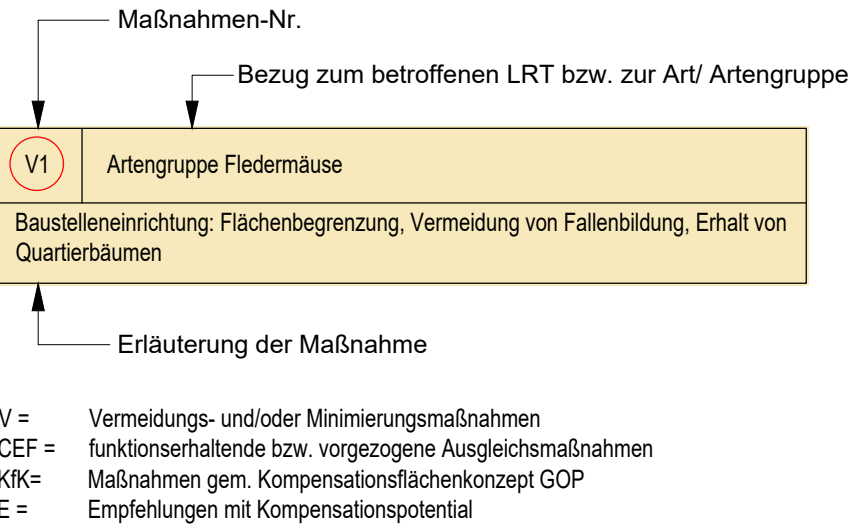 Maßnahmen-Nr.
Bezug zum betroffenen LRT bzw. zur Art/ Artengruppe
V1 Artengruppe Fledermäuse
Baustelleneinrichtung: Flächenbegrenzung, Vermeidung von Fallenbildung, Erhalt von
Quartierbäumen
Erläuterung der Maßnahme
V = Vermeidungs- und/oder Minimierungsmaßnahmen
CEF = funktionserhaltende bzw. vorgezogene Ausgleichsmaßnahmen
KfK= Maßnahmen gem. Kompensationsflächenkonzept GOP
E = Empfehlungen mit Kompensationspotential